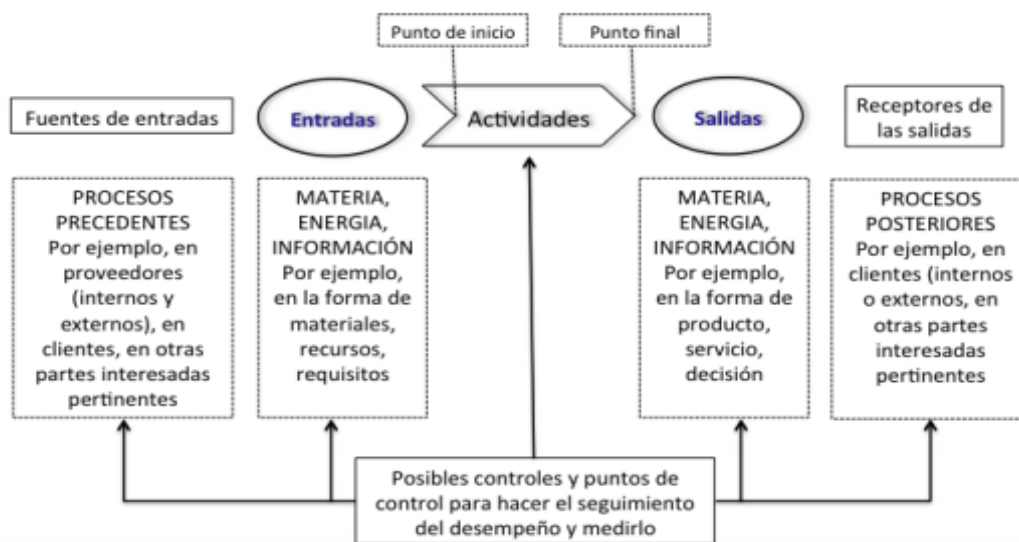 Punto de inicio
Punto final
Fuentes de entradas
Entradas
Actividades
Salidas
Receptores de
las salidas
PROCESOS
PRECEDENTES
Por ejemplo, en
proveedores
(internos y
externos), en
clientes, en otras
partes interesadas
pertinentes
MATERIA,
ENERGIA,
INFORMACIÓN
Por ejemplo,
en la forma de
materiales,
recursos,
requisitos
MATERIA,
ENERGIA,
INFORMACIÓN
Por ejemplo,
en la forma de
producto,
servicio,
decisión
PROCESOS
POSTERIORES
Por ejemplo, en
clientes (internos
o externos, en
otras partes
interesadas
pertinentes
Posibles controles y puntos de
control para hacer el seguimiento
del desempeño y medirlo